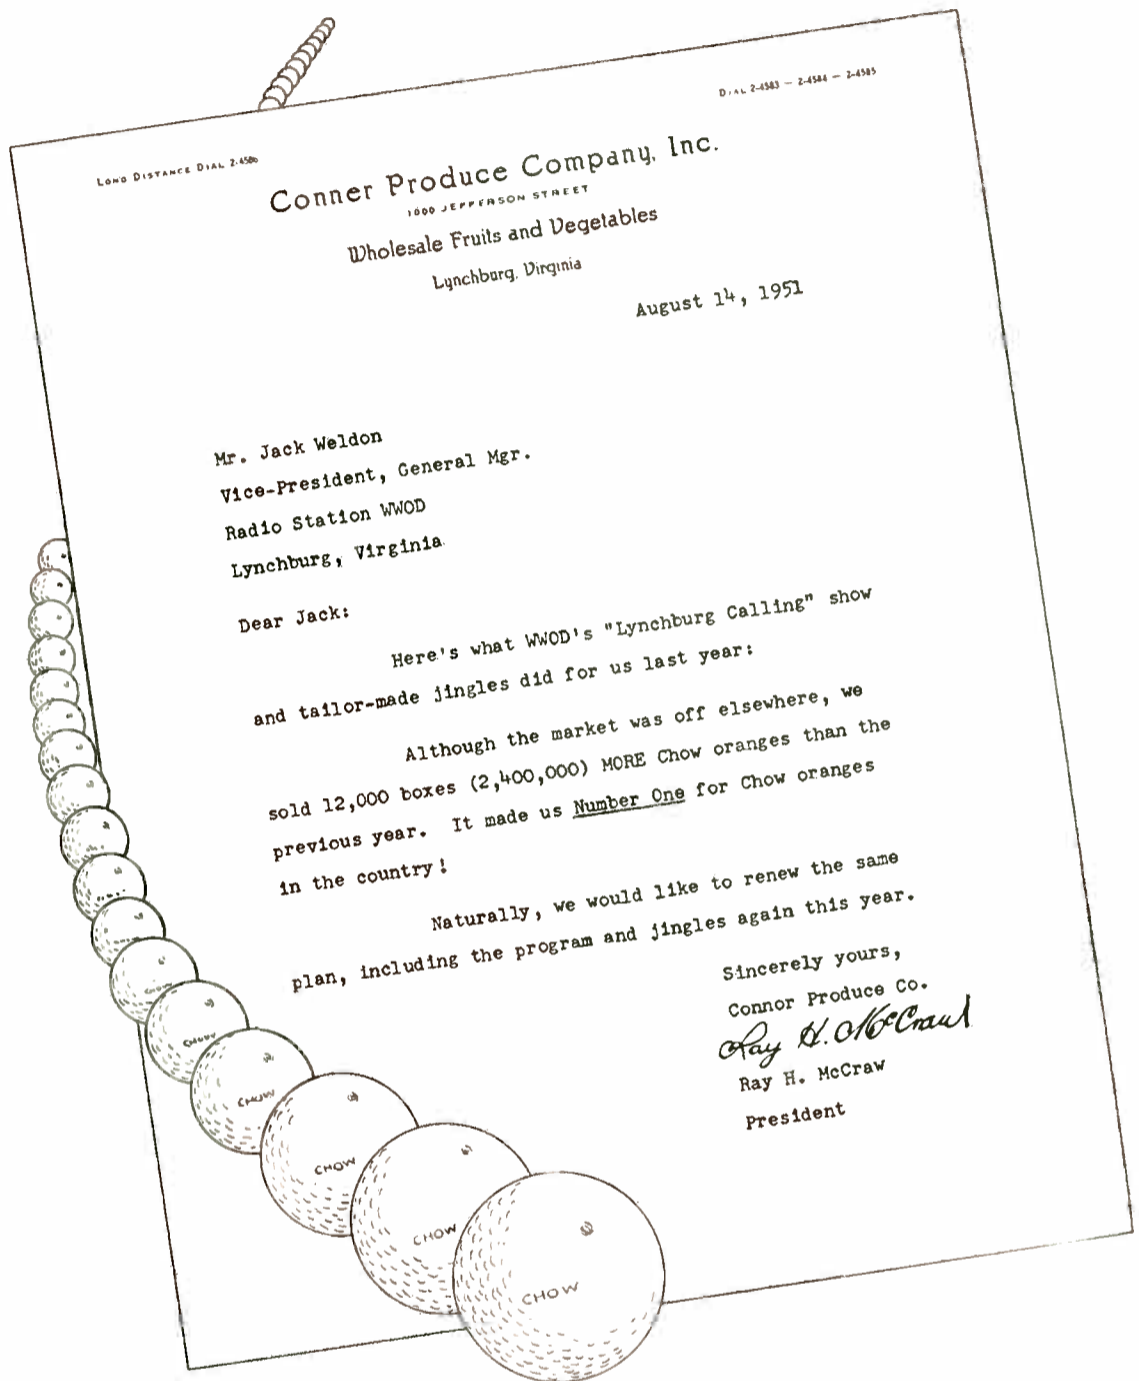 LONG DISTANCE DIAL 2-4586
DIAL 2-4583 — 2-4584 — 2-4585
Conner Produce Company, Inc.
1000 JEFFERSON STREET
Wholesale Fruits and Vegetables
Lynchburg, Virginia
August 14, 1951
Mr. Jack Weldon
Vice-President, General Mgr.
Radio Station WWOD
Lynchburg, Virginia
Dear Jack:
Here's what WWOD's "Lynchburg Calling" show
and tailor-made jingles did for us last year:
Although the market was off elsewhere, we
sold 12,000 boxes (2,400,000) MORE Chow oranges than the
previous year. It made us Number One for Chow oranges
in the country!
Naturally, we would like to renew the same
plan, including the program and jingles again this year.
Sincerely yours,
Connor Produce Co.
Ray H. McCraw
Ray H. McCraw
President
CHOW
CHOW
CHOW
CHOW
CHOW